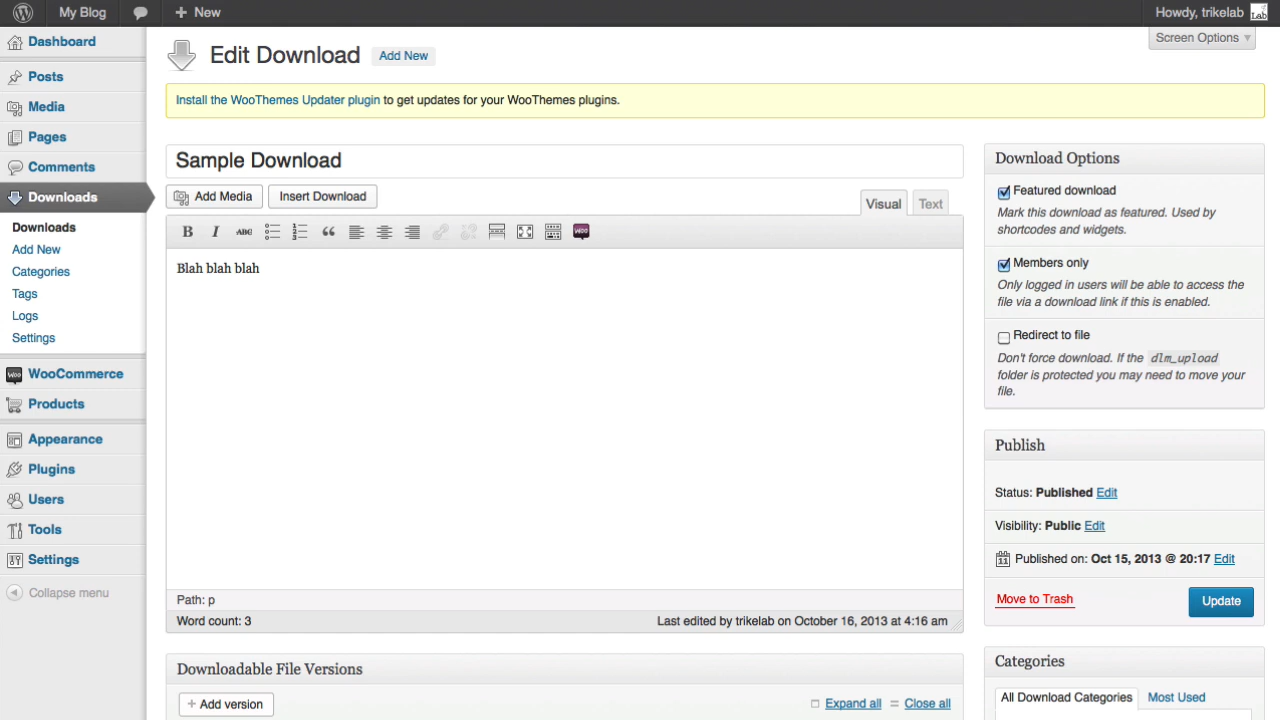 My Blog
New
Howdy, trikelab
Lab
Screen Options
Dashboard
Posts
Media
Pages
Comments
Downloads
Downloads
Add New
Categories
Tags
Logs
Settings
WOO
WooCommerce
Products
Appearance
Plugins
Users
Tools
Settings
Collapse menu
Edit Download
Add New
Install the WooThemes Updater plugin to get updates for your WooThemes plugins.
Sample Download
Add Media
Insert Download
Visual
Text
B
I
ABC
WOO
Blah blah blah
Path: p
Word count: 3
Last edited by trikelab on October 16, 2013 at 4:16 am
Downloadable File Versions
+ Add version
Expand all
Close all
Download Options
Featured download
Mark this download as featured. Used by
shortcodes and widgets.
Members only
Only logged in users will be able to access the
file via a download link if this is enabled.
Redirect to file
Don't force download. If the dlm_upload
folder is protected you may need to move your
file.
Publish
Status: Published Edit
Visibility: Public Edit
11
Published on: Oct 15, 2013 @ 20:17 Edit
Move to Trash
Update
Categories
All Download Categories
Most Used